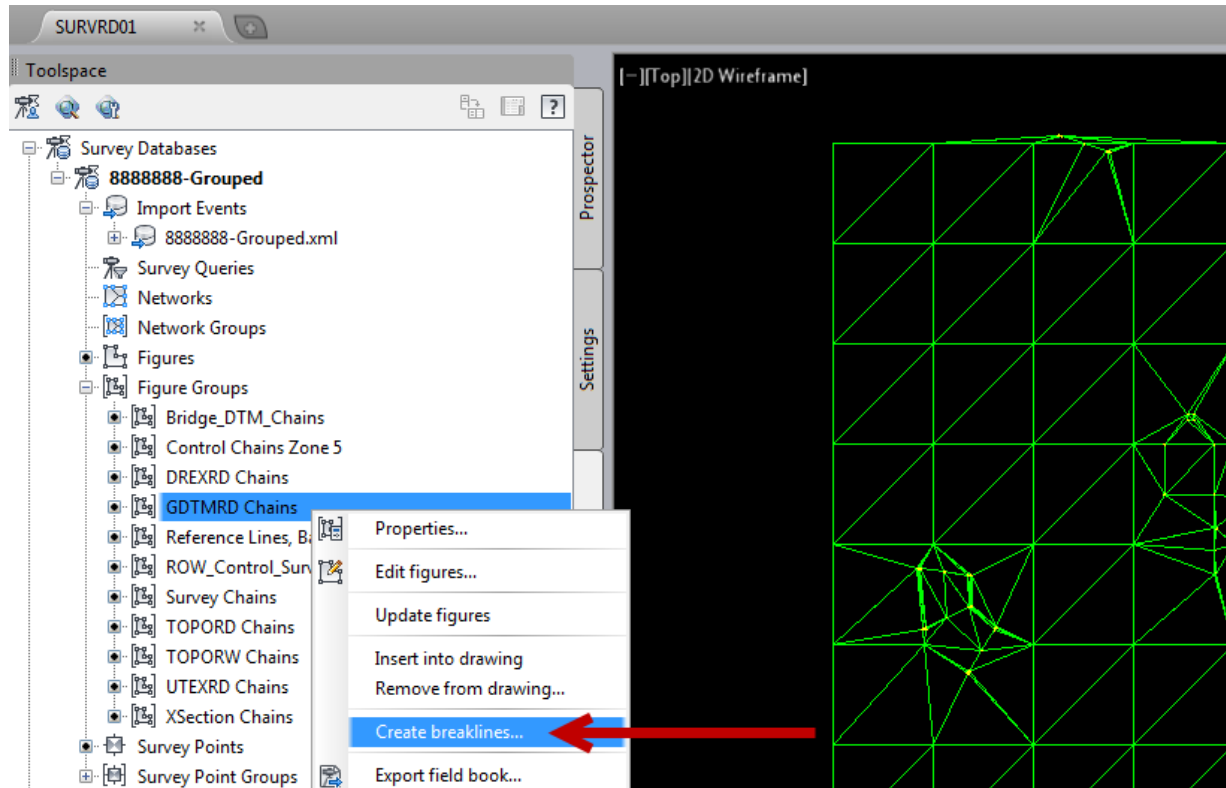 SURVRD01
Toolspace
[−][Top][2D Wireframe]
?
Survey Databases
8888888-Grouped
Import Events
8888888-Grouped.xml
Survey Queries
Networks
Network Groups
Figures
Figure Groups
Bridge_DTM_Chains
Control Chains Zone 5
DREXRD Chains
GDTMRD Chains
Reference Lines, Ba
ROW_Control_Surv
Survey Chains
TOPORD Chains
TOPORW Chains
UTEXRD Chains
XSection Chains
Survey Points
Survey Point Groups
Prospector
Settings
Properties...
Edit figures...
Update figures
Insert into drawing
Remove from drawing...
Create breaklines...
Export field book...